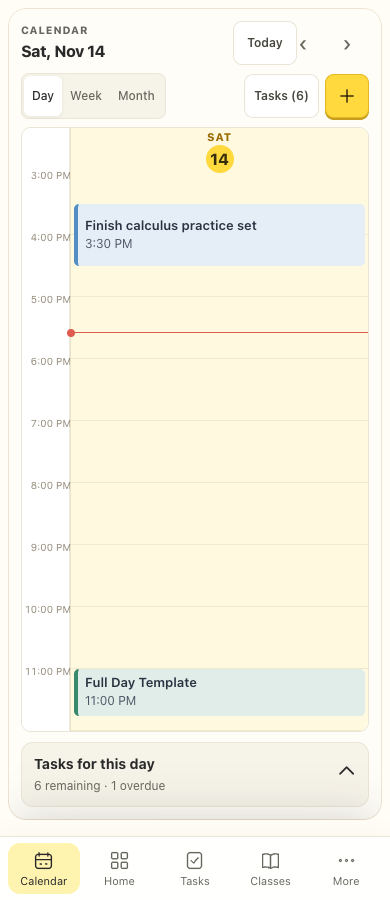 CALENDAR
Sat, Nov 14
Today
Day Week Month
Tasks (6)
SAT
14
3:00 PM
Finish calculus practice set
3:30 PM
4:00 PM
5:00 PM
6:00 PM
7:00 PM
8:00 PM
9:00 PM
10:00 PM
11:00 PM
Full Day Template
11:00 PM
Tasks for this day
6 remaining · 1 overdue
Calendar Home Tasks Classes More